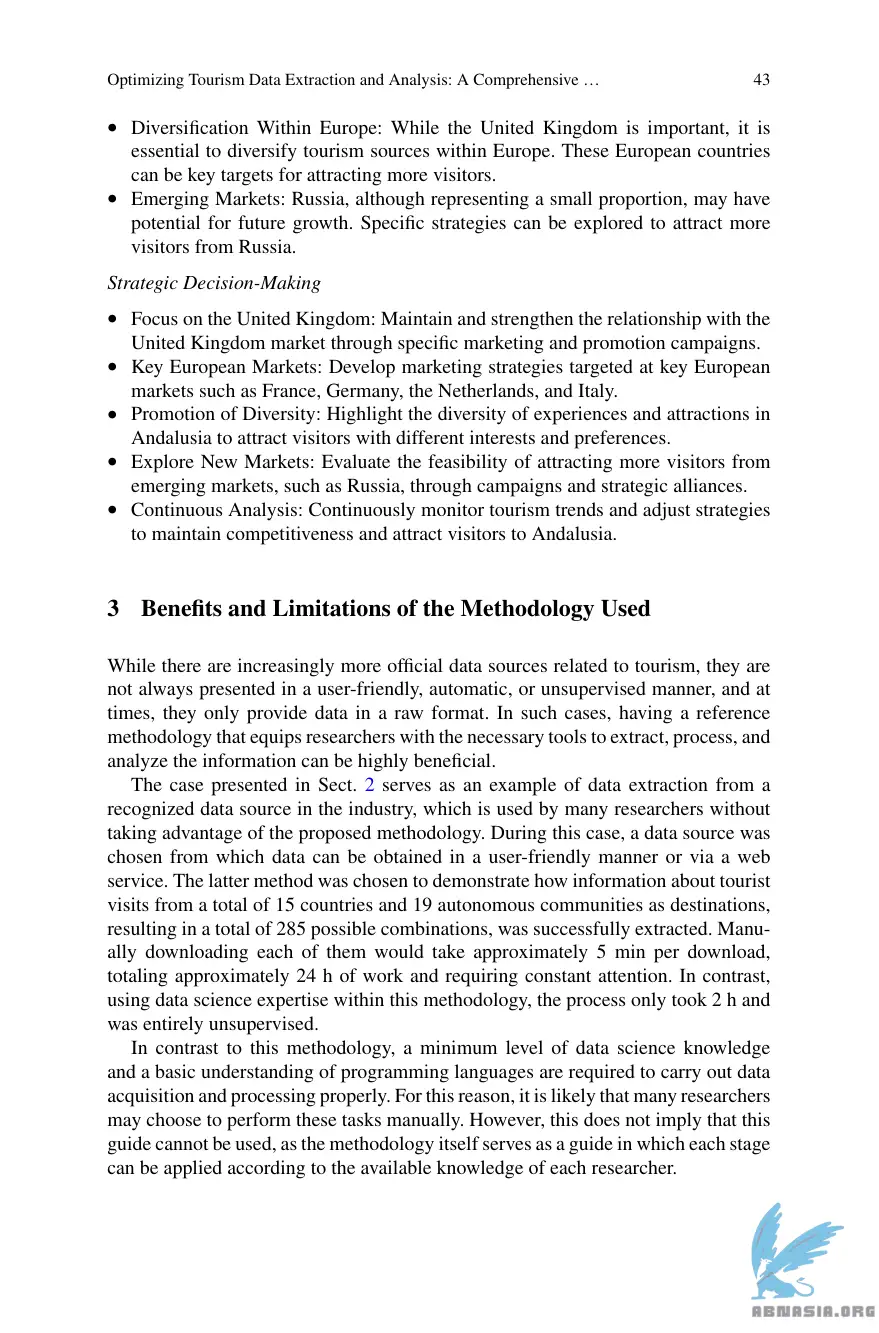 Optimizing Tourism Data Extraction and Analysis: A Comprehensive … 43
• Diversification Within Europe: While the United Kingdom is important, it is
essential to diversify tourism sources within Europe. These European countries
can be key targets for attracting more visitors.
• Emerging Markets: Russia, although representing a small proportion, may have
potential for future growth. Specific strategies can be explored to attract more
visitors from Russia.
Strategic Decision-Making
• Focus on the United Kingdom: Maintain and strengthen the relationship with the
United Kingdom market through specific marketing and promotion campaigns.
• Key European Markets: Develop marketing strategies targeted at key European
markets such as France, Germany, the Netherlands, and Italy.
• Promotion of Diversity: Highlight the diversity of experiences and attractions in
Andalusia to attract visitors with different interests and preferences.
• Explore New Markets: Evaluate the feasibility of attracting more visitors from
emerging markets, such as Russia, through campaigns and strategic alliances.
• Continuous Analysis: Continuously monitor tourism trends and adjust strategies
to maintain competitiveness and attract visitors to Andalusia.
3 Benefits and Limitations of the Methodology Used
While there are increasingly more official data sources related to tourism, they are
not always presented in a user-friendly, automatic, or unsupervised manner, and at
times, they only provide data in a raw format. In such cases, having a reference
methodology that equips researchers with the necessary tools to extract, process, and
analyze the information can be highly beneficial.
The case presented in Sect. 2 serves as an example of data extraction from a
recognized data source in the industry, which is used by many researchers without
taking advantage of the proposed methodology. During this case, a data source was
chosen from which data can be obtained in a user-friendly manner or via a web
service. The latter method was chosen to demonstrate how information about tourist
visits from a total of 15 countries and 19 autonomous communities as destinations,
resulting in a total of 285 possible combinations, was successfully extracted. Manu-
ally downloading each of them would take approximately 5 min per download,
totaling approximately 24 h of work and requiring constant attention. In contrast,
using data science expertise within this methodology, the process only took 2 h and
was entirely unsupervised.
In contrast to this methodology, a minimum level of data science knowledge
and a basic understanding of programming languages are required to carry out data
acquisition and processing properly. For this reason, it is likely that many researchers
may choose to perform these tasks manually. However, this does not imply that this
guide cannot be used, as the methodology itself serves as a guide in which each stage
can be applied according to the available knowledge of each researcher.
ABNASIA.ORG